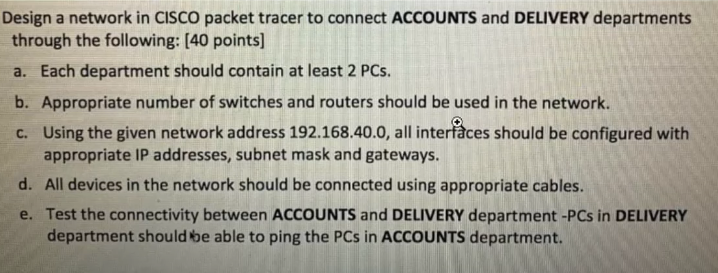 Design a network in CISCO packet tracer to connect ACCOUNTS and DELIVERY departments
through the following: [40 points]
a. Each department should contain at least 2 PCs.
b. Appropriate number of switches and routers should be used in the network.
c. Using the given network address 192.168.40.0, all interfaces should be configured with
appropriate IP addresses, subnet mask and gateways.
d. All devices in the network should be connected using appropriate cables.
e. Test the connectivity between ACCOUNTS and DELIVERY department -PCs in DELIVERY
department should be able to ping the PCs in ACCOUNTS department.